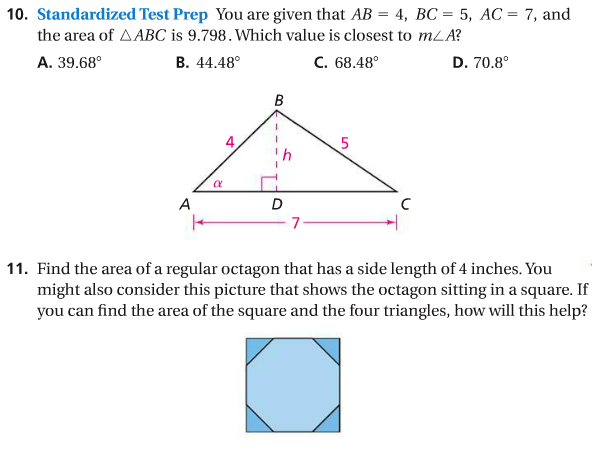 10. Standardized Test Prep You are given that AB = 4, BC = 5, AC = 7, and
the area of △ABC is 9.798. Which value is closest to m∠A?
A. 39.68° B. 44.48° C. 68.48° D. 70.8°
B
4 5
h
α
A D C
7
11. Find the area of a regular octagon that has a side length of 4 inches. You
might also consider this picture that shows the octagon sitting in a square. If
you can find the area of the square and the four triangles, how will this help?